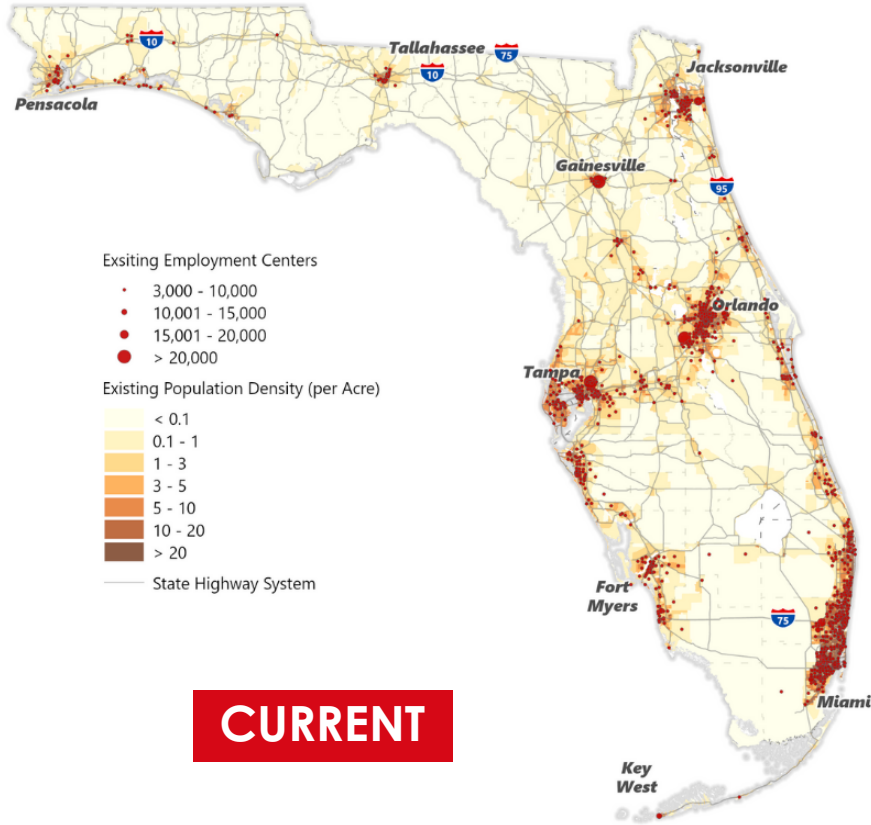 Tallahassee
75
10
10
Jacksonville
Pensacola
Gainesville
95
Exsiting Employment Centers
3,000 - 10,000
10,001 - 15,000
15,001 - 20,000
> 20,000
Orlando
Tampa
Existing Population Density (per Acre)
< 0.1
0.1 - 1
1 - 3
3 - 5
5 - 10
10 - 20
> 20
State Highway System
Fort
Myers
75
CURRENT
Miami
Key
West